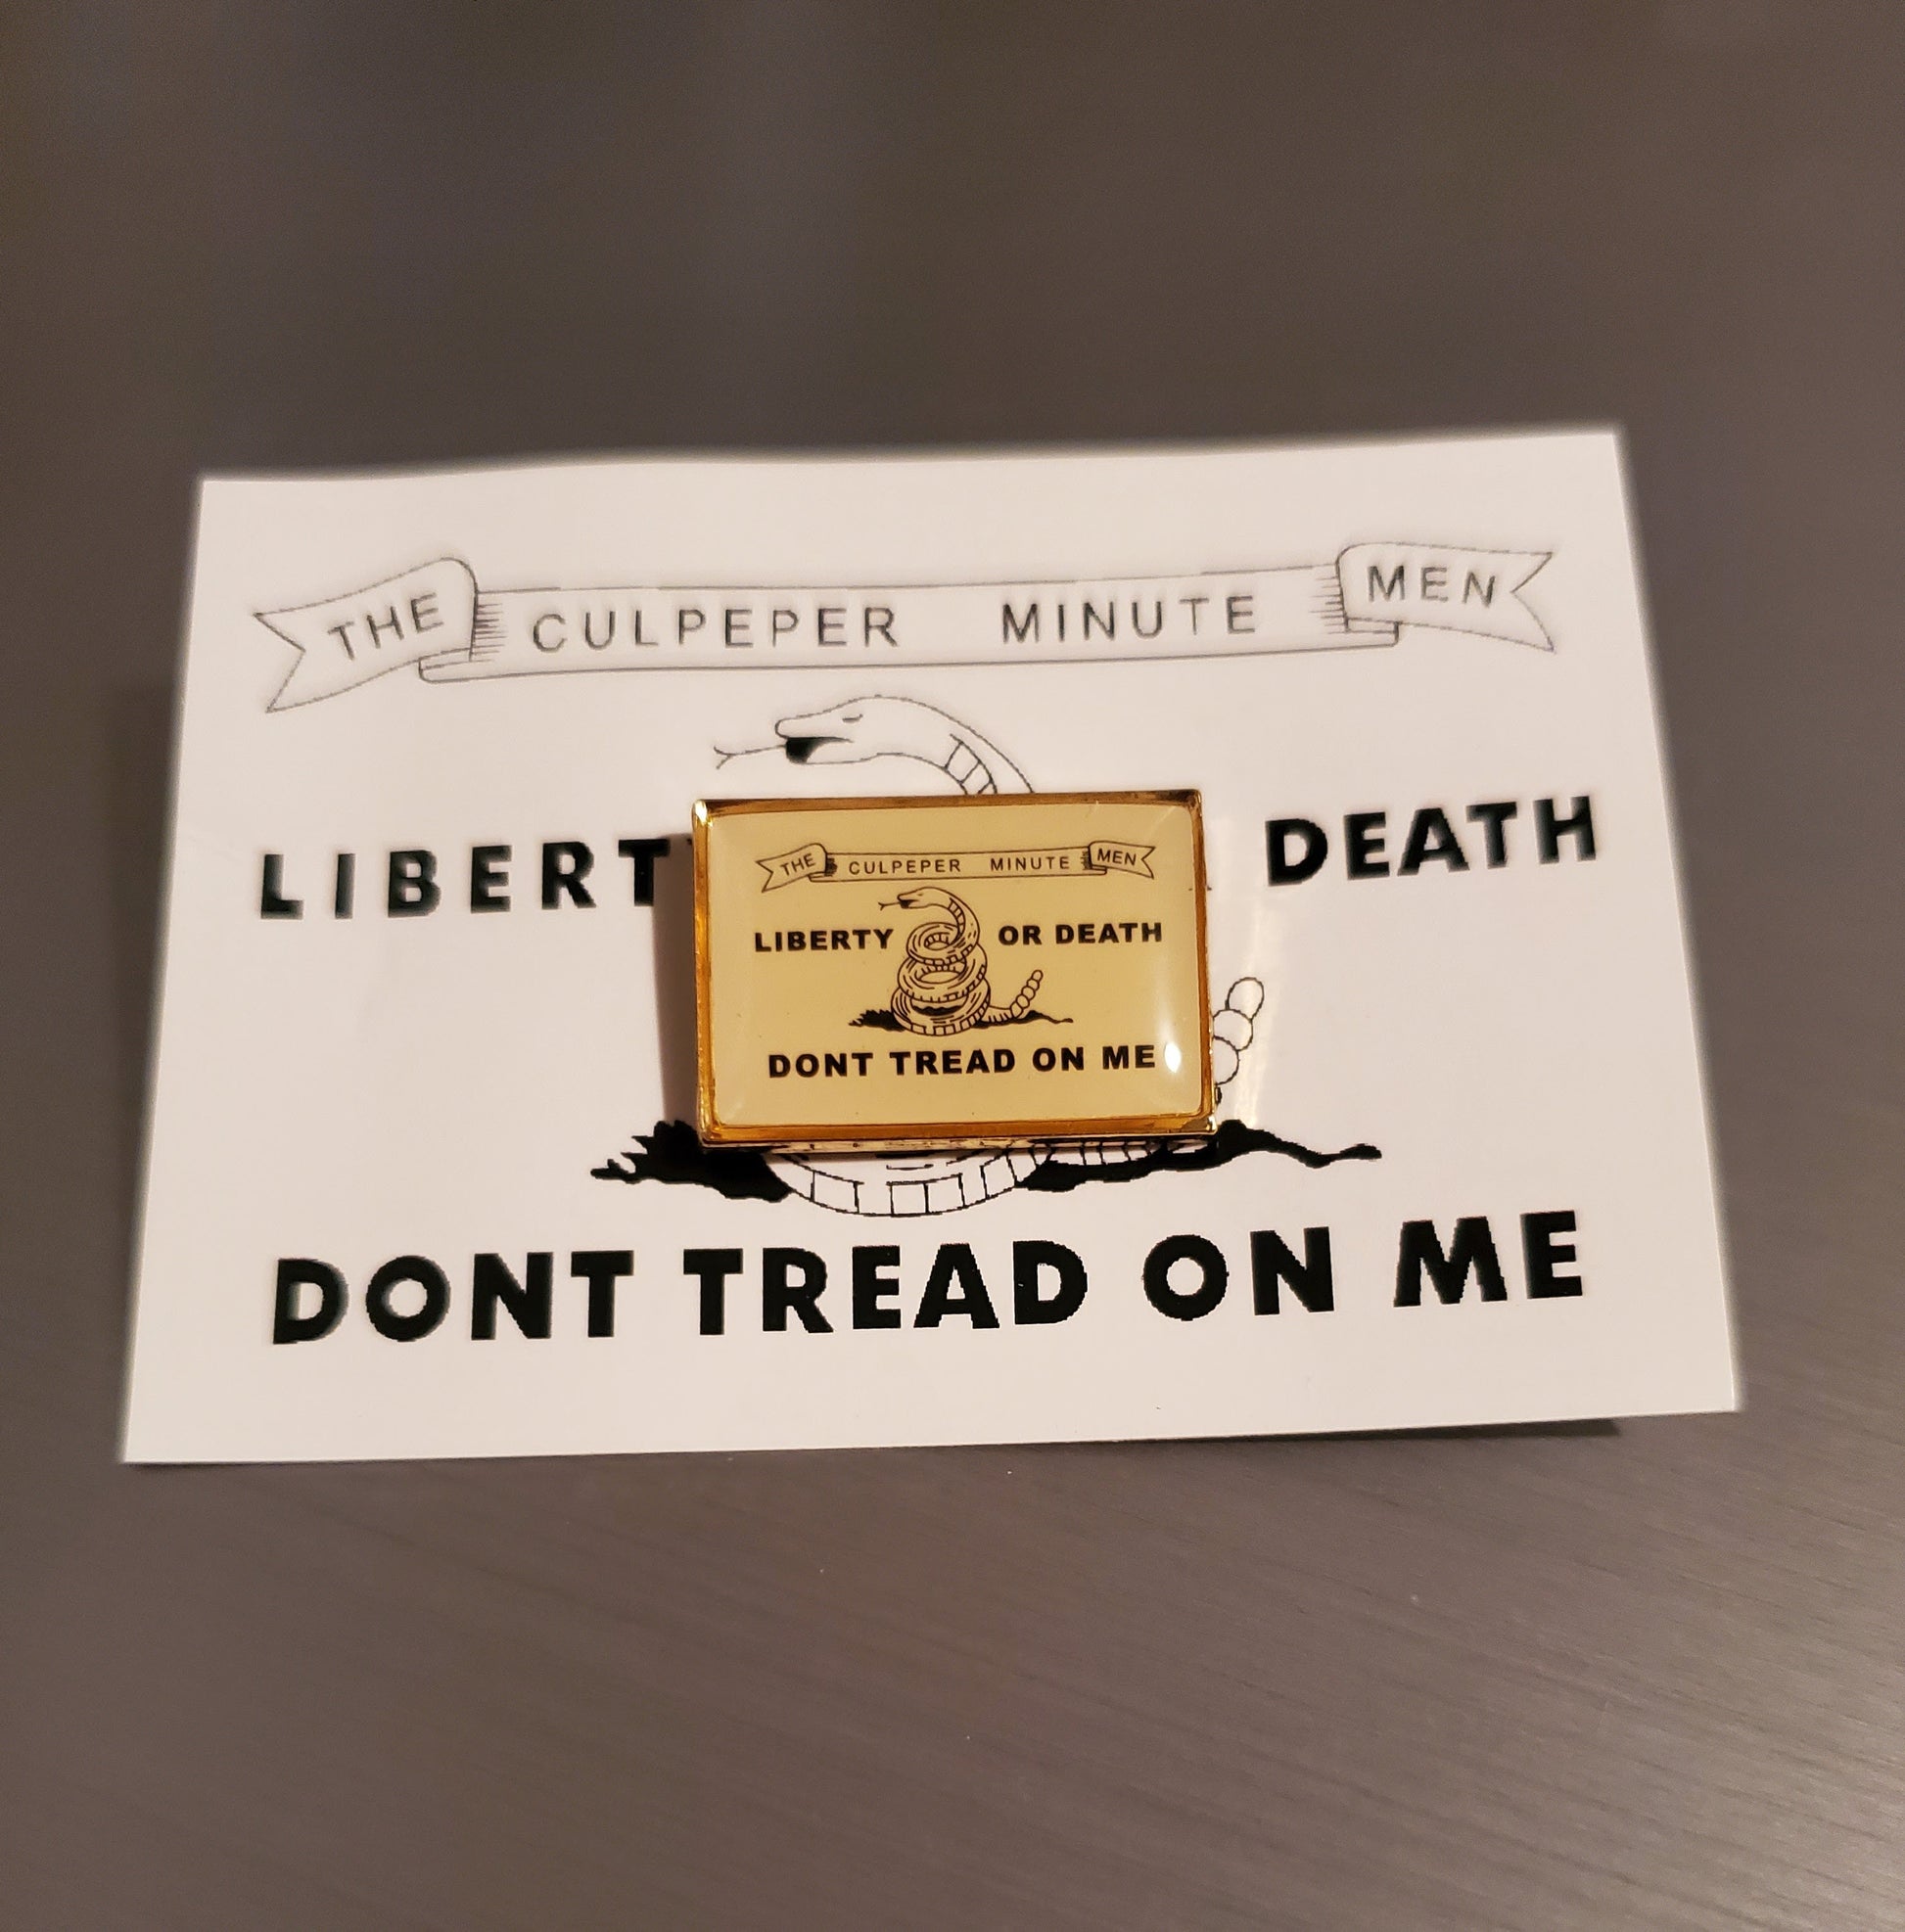 THE CULPEPER MINUTE MEN
LIBERTY DEATH
DONT TREAD ON ME
THE CULPEPER MINUTE MEN
LIBERTY OR DEATH
DONT TREAD ON ME